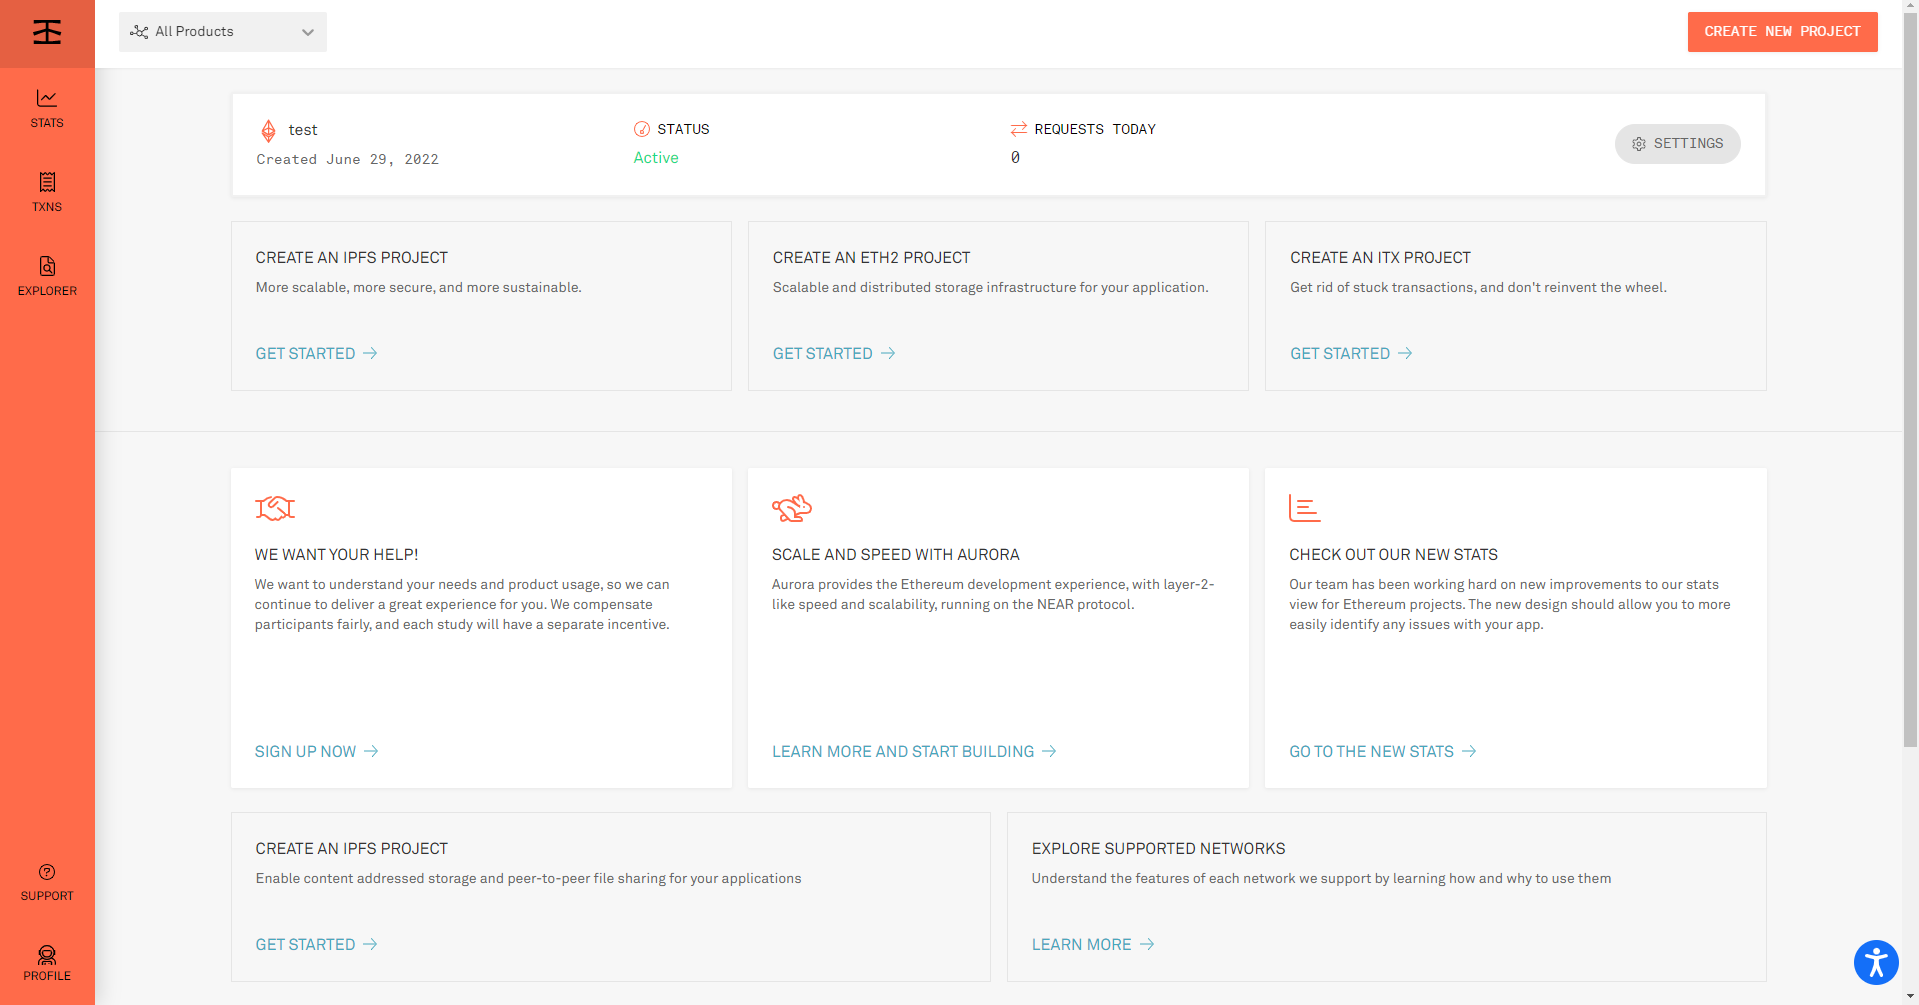 All Products
CREATE NEW PROJECT
STATS
TXNS
EXPLORER
SUPPORT
PROFILE
test
Created June 29, 2022
STATUS
Active
REQUESTS TODAY
0
SETTINGS
CREATE AN IPFS PROJECT
More scalable, more secure, and more sustainable.
GET STARTED
CREATE AN ETH2 PROJECT
Scalable and distributed storage infrastructure for your application.
GET STARTED
CREATE AN ITX PROJECT
Get rid of stuck transactions, and don't reinvent the wheel.
GET STARTED
WE WANT YOUR HELP!
We want to understand your needs and product usage, so we can
continue to deliver a great experience for you. We compensate
participants fairly, and each study will have a separate incentive.
SIGN UP NOW
SCALE AND SPEED WITH AURORA
Aurora provides the Ethereum development experience, with layer-2-
like speed and scalability, running on the NEAR protocol.
LEARN MORE AND START BUILDING
CHECK OUT OUR NEW STATS
Our team has been working hard on new improvements to our stats
view for Ethereum projects. The new design should allow you to more
easily identify any issues with your app.
GO TO THE NEW STATS
CREATE AN IPFS PROJECT
Enable content addressed storage and peer-to-peer file sharing for your applications
GET STARTED
EXPLORE SUPPORTED NETWORKS
Understand the features of each network we support by learning how and why to use them
LEARN MORE